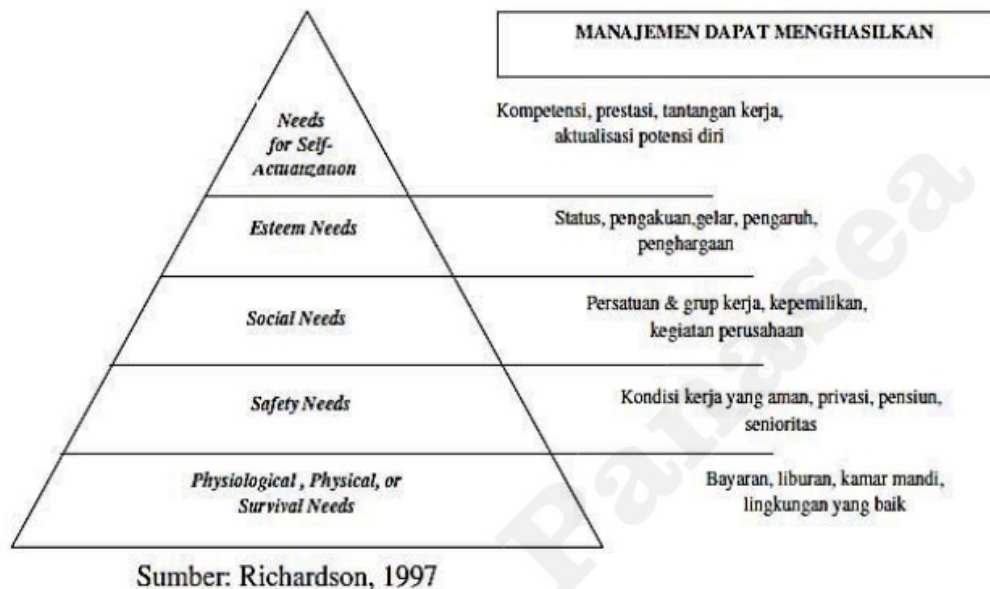 MANAJEMEN DAPAT MENGHASILKAN
Needs
for Self-
Actualization
Kompetensi, prestasi, tantangan kerja,
aktualisasi potensi diri
Esteem Needs
Status, pengakuan,gelar, pengaruh,
penghargaan
Social Needs
Persatuan & grup kerja, kepemilikan,
kegiatan perusahaan
Safety Needs
Kondisi kerja yang aman, privasi, pensiun,
senioritas
Physiological , Physical, or
Survival Needs
Bayaran, liburan, kamar mandi,
lingkungan yang baik
Sumber: Richardson, 1997
Panasea